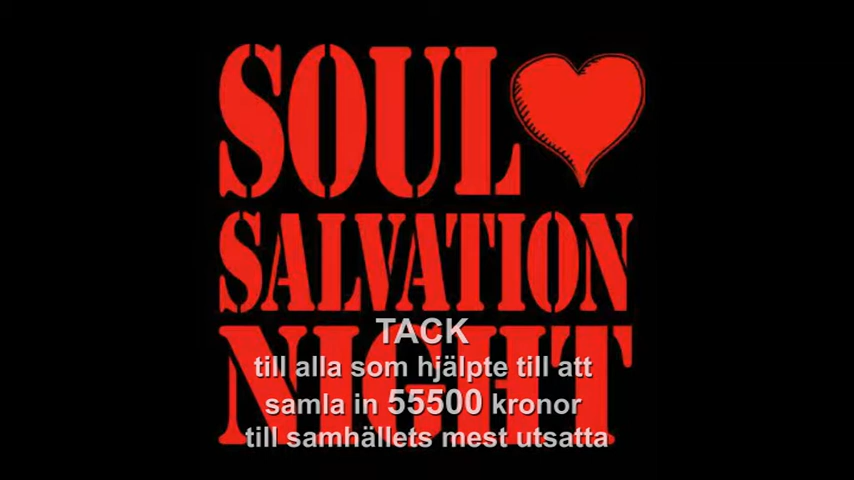 SOUL
SALVATION
NIGHT
TACK
till alla som hjälpte till att
samla in 55500 kronor
till samhällets mest utsatta